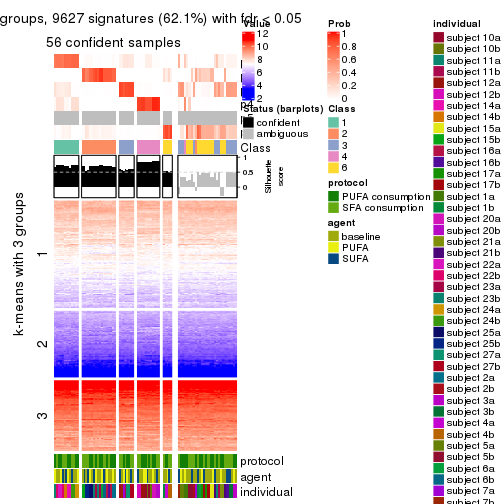 groups, 9627 signatures (62.1%) with fdr < 0.05
56 confident samples
k-means with 3 groups
1
2
3
Class
1
0.5
0
Silhouette
score
protocol
agent
individual
Value
12
10
8
6
4
2
Status (barplots)
confident
ambiguous
Prob
1
0.8
0.6
0.4
0.2
0
Class
1
2
3
4
6
protocol
PUFA consumption
SFA consumption
agent
baseline
PUFA
SUFA
individual
subject 10a
subject 10b
subject 11a
subject 11b
subject 12a
subject 12b
subject 14a
subject 14b
subject 15a
subject 15b
subject 16a
subject 16b
subject 17a
subject 17b
subject 1a
subject 1b
subject 20a
subject 20b
subject 21a
subject 21b
subject 22a
subject 22b
subject 23a
subject 23b
subject 24a
subject 24b
subject 25a
subject 25b
subject 27a
subject 27b
subject 2a
subject 2b
subject 3a
subject 3b
subject 4a
subject 4b
subject 5a
subject 5b
subject 6a
subject 6b
subject 7a
subject 7b